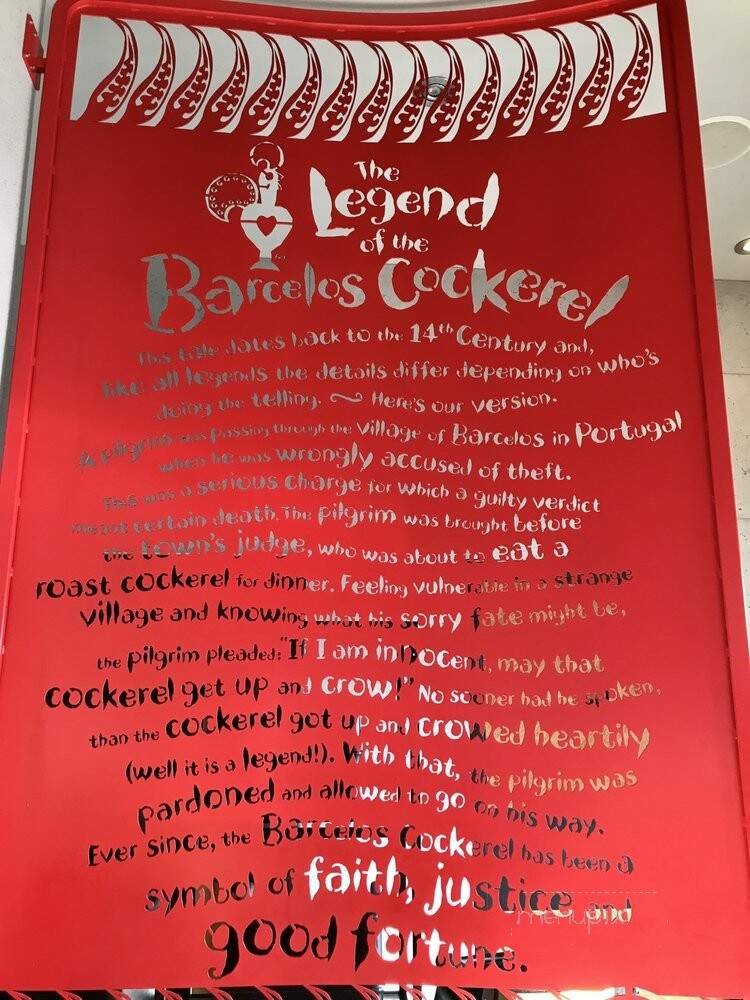 The
Legend
of the
Barcelos Cockerel
This tale dates back to the 14th Century and,
like all legends the details differ depending on who's
doing the telling. ~ Here's our version.
A pilgrim was passing through the village of Barcelos in Portugal
when he was wrongly accused of theft.
This was a serious charge for which a guilty verdict
meant certain death. The pilgrim was brought before
the town's judge, who was about to eat a
roast cockerel for dinner. Feeling vulnerable in a strange
village and knowing what his sorry fate might be,
the pilgrim pleaded: "If I am innocent, may that
cockerel get up and crow!" No sooner had he spoken,
than the cockerel got up and crowed heartily
(well it is a legend!). With that, the pilgrim was
pardoned and allowed to go on his way.
Ever since, the Barcelos Cockerel has been a
symbol of faith, justice and
good fortune.